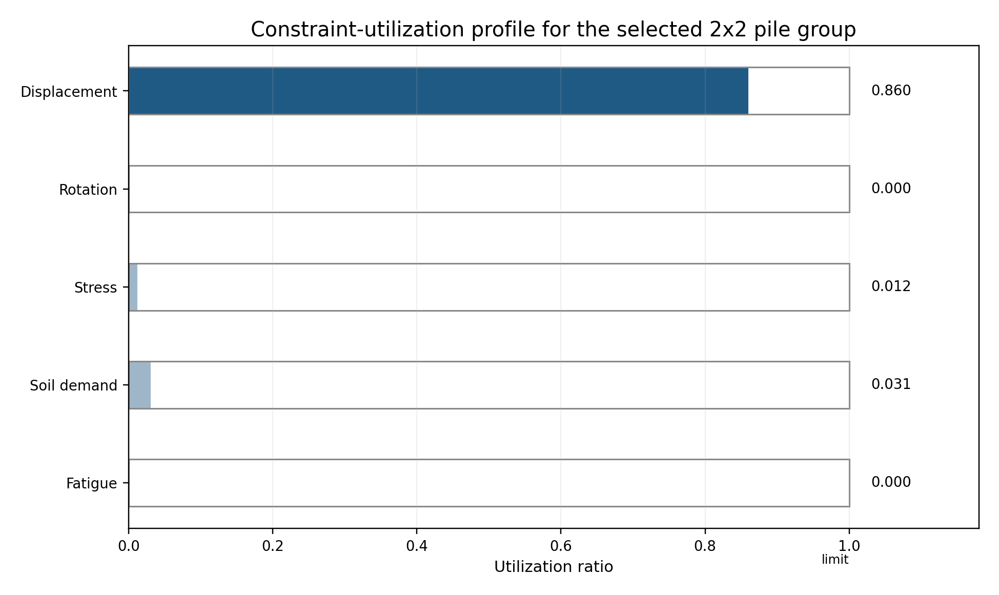 Constraint-utilization profile for the selected 2x2 pile group
Displacement 0.860
Rotation 0.000
Stress 0.012
Soil demand 0.031
Fatigue 0.000
0.0 0.2 0.4 0.6 0.8 1.0
limit
Utilization ratio